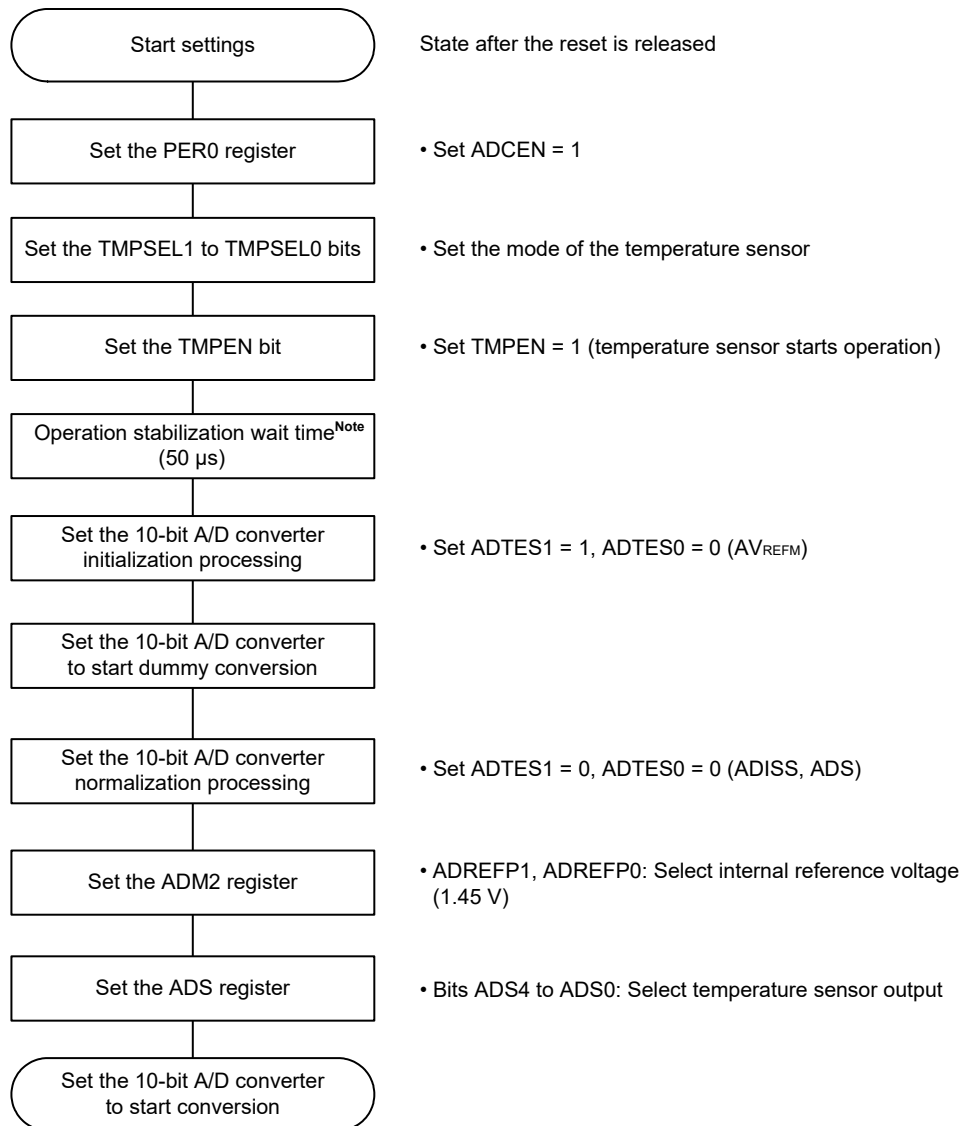 Start settings
State after the reset is released
Set the PER0 register
• Set ADCEN = 1
Set the TMPSEL1 to TMPSEL0 bits
• Set the mode of the temperature sensor
Set the TMPEN bit
• Set TMPEN = 1 (temperature sensor starts operation)
Operation stabilization wait timeNote
(50 µs)
Set the 10-bit A/D converter
initialization processing
• Set ADTES1 = 1, ADTES0 = 0 (AVREFM)
Set the 10-bit A/D converter
to start dummy conversion
Set the 10-bit A/D converter
normalization processing
• Set ADTES1 = 0, ADTES0 = 0 (ADISS, ADS)
Set the ADM2 register
• ADREFP1, ADREFP0: Select internal reference voltage
(1.45 V)
Set the ADS register
• Bits ADS4 to ADS0: Select temperature sensor output
Set the 10-bit A/D converter
to start conversion